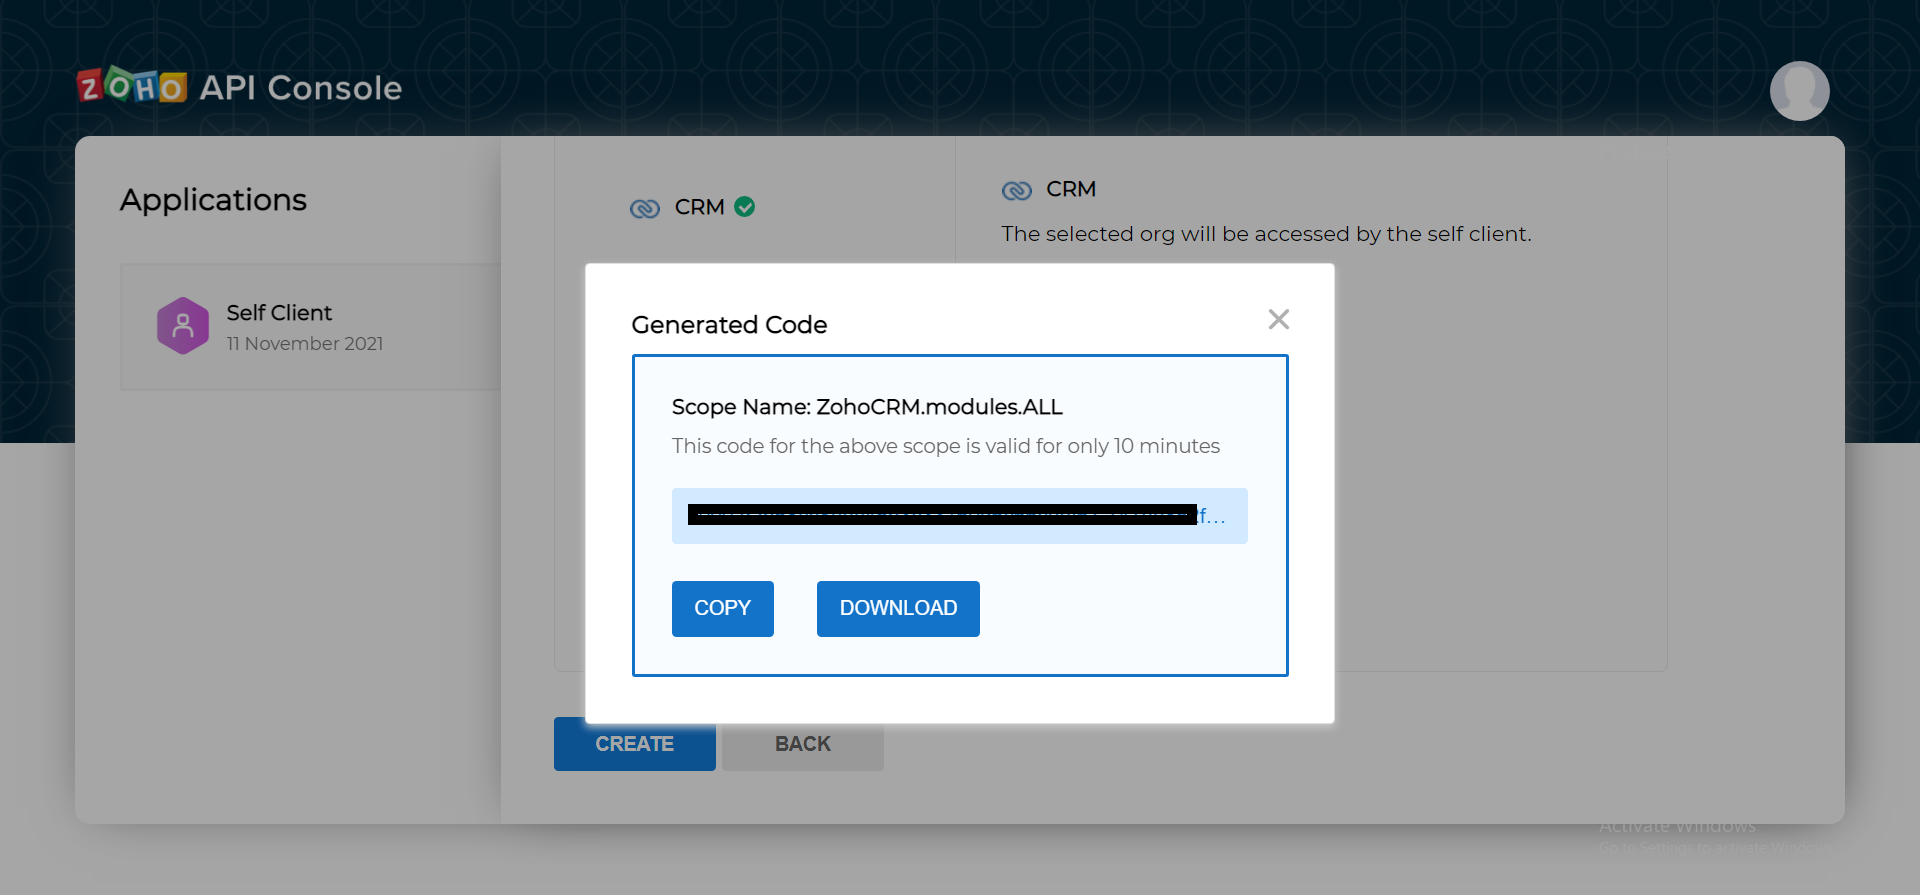 ZOHO API Console
Applications
Self Client
11 November 2021
CRM
CRM
The selected org will be accessed by the self client.
Generated Code
Scope Name: ZohoCRM.modules.ALL
This code for the above scope is valid for only 10 minutes
f...
COPY
DOWNLOAD
CREATE
BACK
Activate Windows
Go to Settings to activate Windows